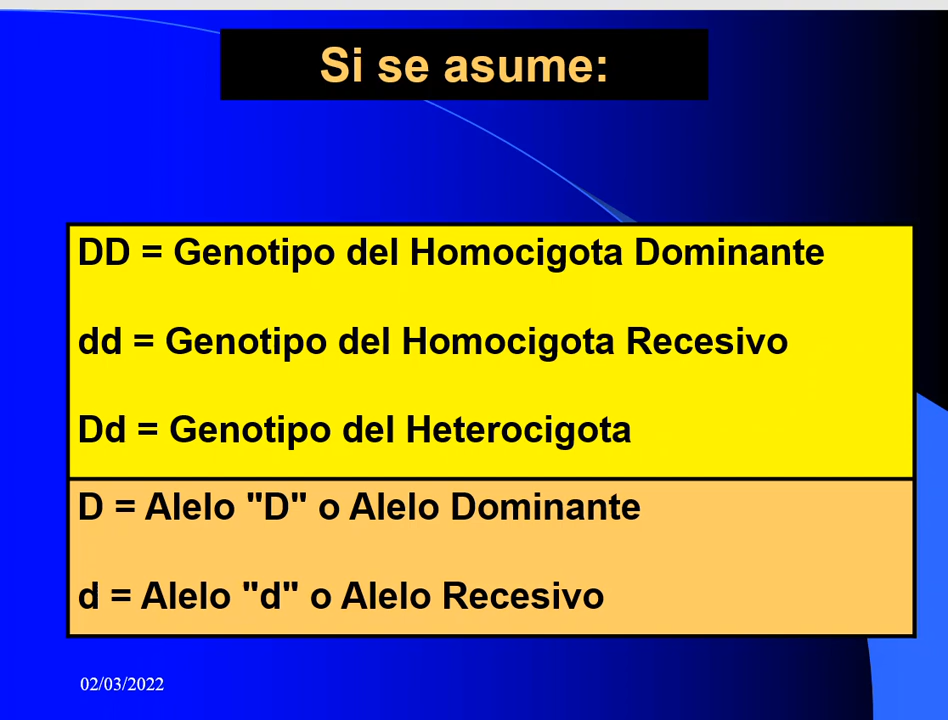 Si se asume:
DD = Genotipo del Homocigota Dominante
dd = Genotipo del Homocigota Recesivo
Dd = Genotipo del Heterocigota
D = Alelo "D" o Alelo Dominante
d = Alelo "d" o Alelo Recesivo
02/03/2022